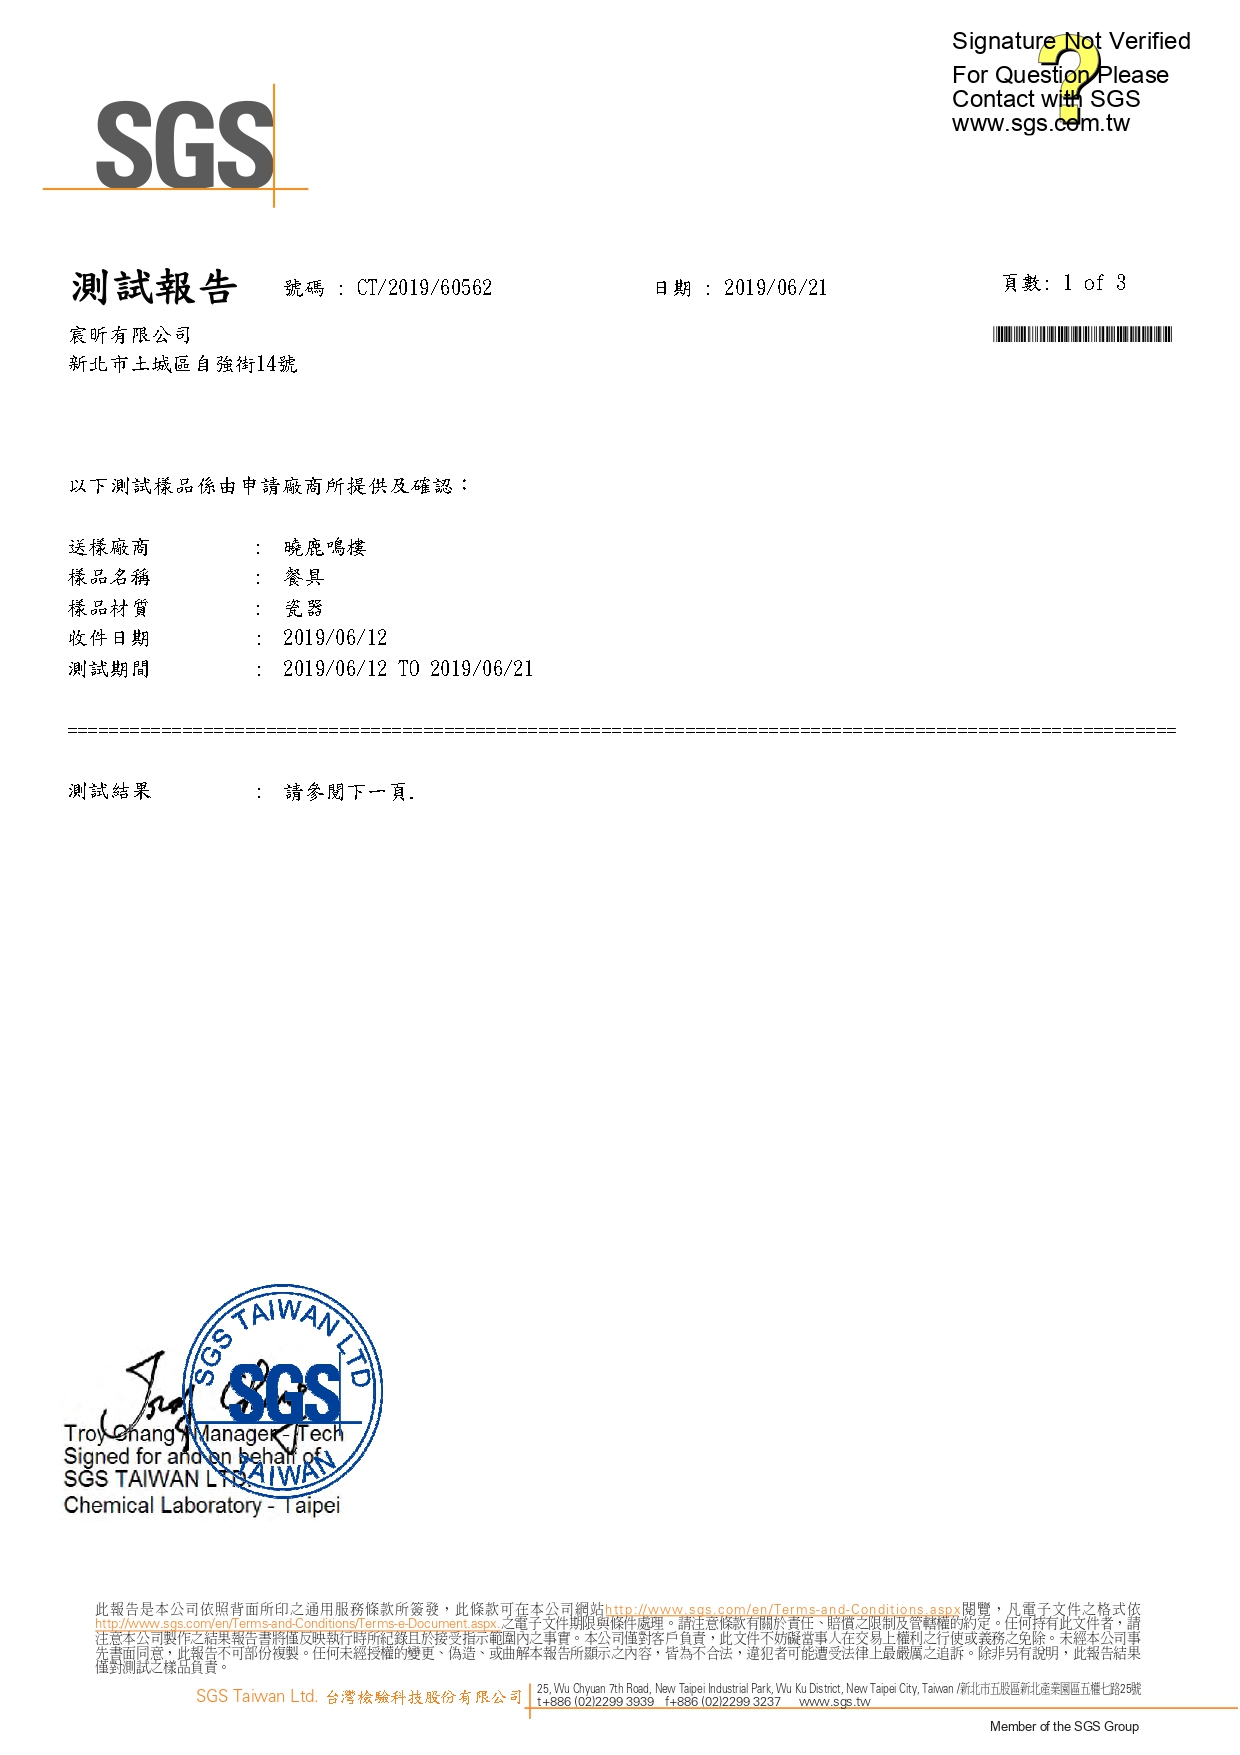 Signature Not Verified
For Question Please
Contact with SGS
www.sgs.com.tw
SGS
測試報告 號碼 : CT/2019/60562 日期 : 2019/06/21 頁數: 1 of 3
宸昕有限公司
新北市土城區自強街14號
以下測試樣品係由申請廠商所提供及確認：
送樣廠商 : 曉鹿鳴樓
樣品名稱 : 餐具
樣品材質 : 瓷器
收件日期 : 2019/06/12
測試期間 : 2019/06/12 TO 2019/06/21
測試結果 : 請參閱下一頁.
SGS TAIWAN LTD
SGS
TAIWAN
Troy Chang / Manager - Tech
Signed for and on behalf of
SGS TAIWAN LTD.
Chemical Laboratory - Taipei
此報告是本公司依照背面所印之通用服務條款所簽發，此條款可在本公司網站http://www.sgs.com/en/Terms-and-Conditions.aspx閱覽，凡電子文件之格式依
http://www.sgs.com/en/Terms-and-Conditions/Terms-e-Document.aspx.之電子文件期限與條件處理。請注意條款有關於責任、賠償之限制及管轄權的約定。任何持有此文件者，請
注意本公司製作之結果報告書將僅反映執行時所紀錄且於接受指示範圍內之事實。本公司僅對客戶負責，此文件不妨礙當事人在交易上權利之行使或義務之免除。未經本公司事
先書面同意，此報告不可部份複製。任何未經授權的變更、偽造、或曲解本報告所顯示之內容，皆為不合法，違犯者可能遭受法律上最嚴厲之追訴。除非另有說明，此報告結果
僅對測試之樣品負責。
SGS Taiwan Ltd. 台灣檢驗科技股份有限公司
25, Wu Chyuan 7th Road, New Taipei Industrial Park, Wu Ku District, New Taipei City, Taiwan /新北市五股區新北產業園區五權七路25號
t+886 (02)2299 3939 f+886 (02)2299 3237 www.sgs.tw
Member of the SGS Group